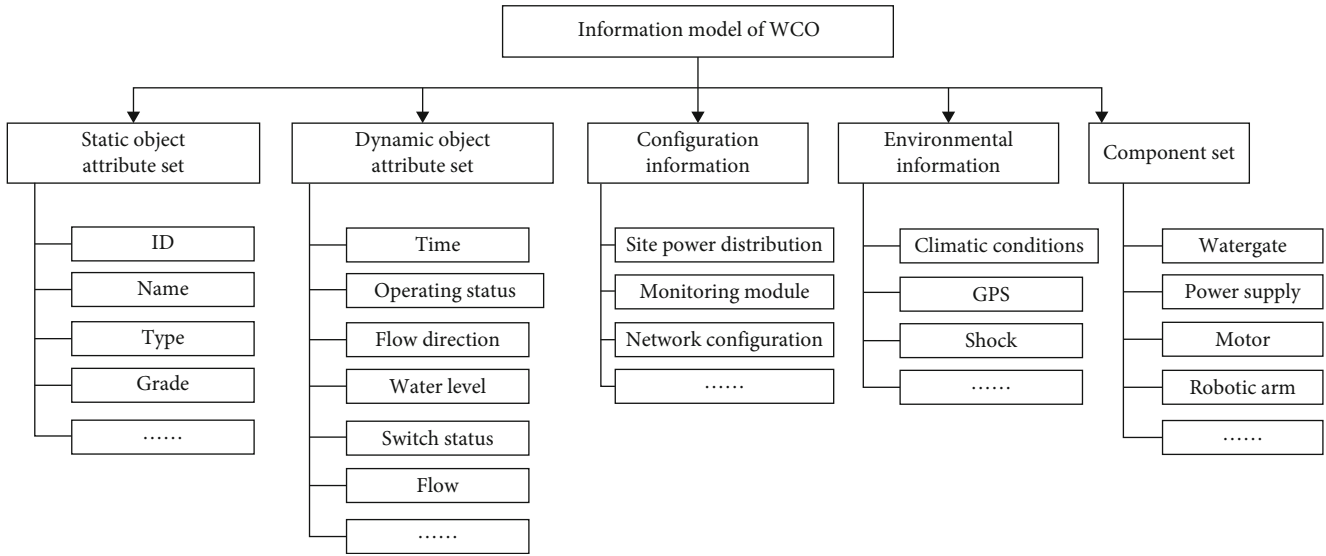 Information model of WCO
Static object
attribute set
Dynamic object
attribute set
Configuration
information
Environmental
information
Component set
ID
Name
Type
Grade
……
Time
Operating status
Flow direction
Water level
Switch status
Flow
……
Site power distribution
Monitoring module
Network configuration
……
Climatic conditions
GPS
Shock
……
Watergate
Power supply
Motor
Robotic arm
……